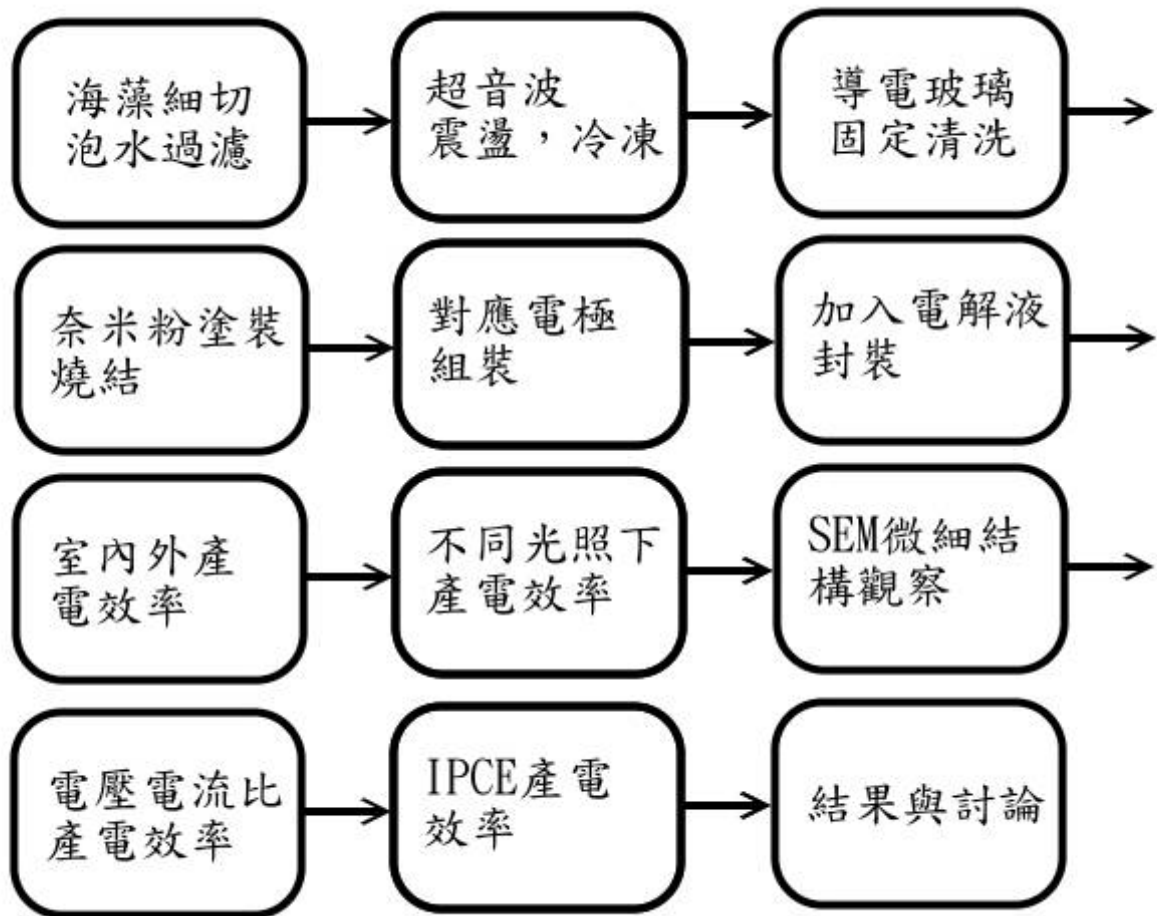 海藻細切
泡水過濾
超音波
震盪，冷凍
導電玻璃
固定清洗
奈米粉塗裝
燒結
對應電極
組裝
加入電解液
封裝
室內外產
電效率
不同光照下
產電效率
SEM微細結
構觀察
電壓電流比
產電效率
IPCE產電
效率
結果與討論